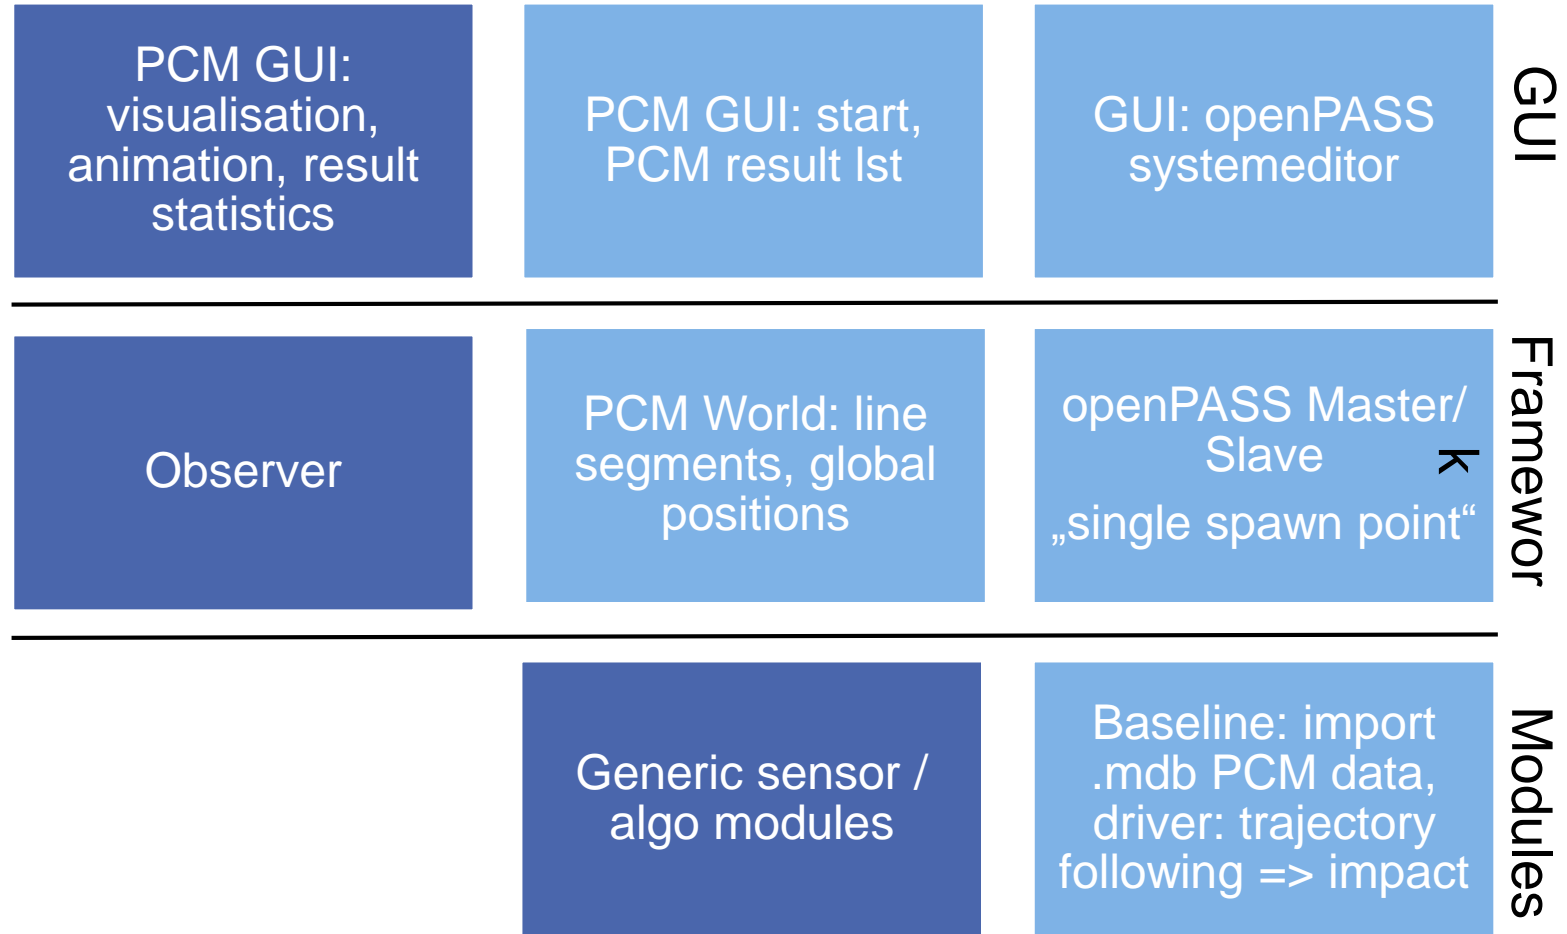 PCM GUI:
visualisation,
animation, result
statistics
PCM GUI: start,
PCM result lst
GUI: openPASS
systemeditor
GUI
Observer
PCM World: line
segments, global
positions
openPASS Master/
Slave
„single spawn point“
Framewor
k
Generic sensor /
algo modules
Baseline: import
.mdb PCM data,
driver: trajectory
following => impact
Modules